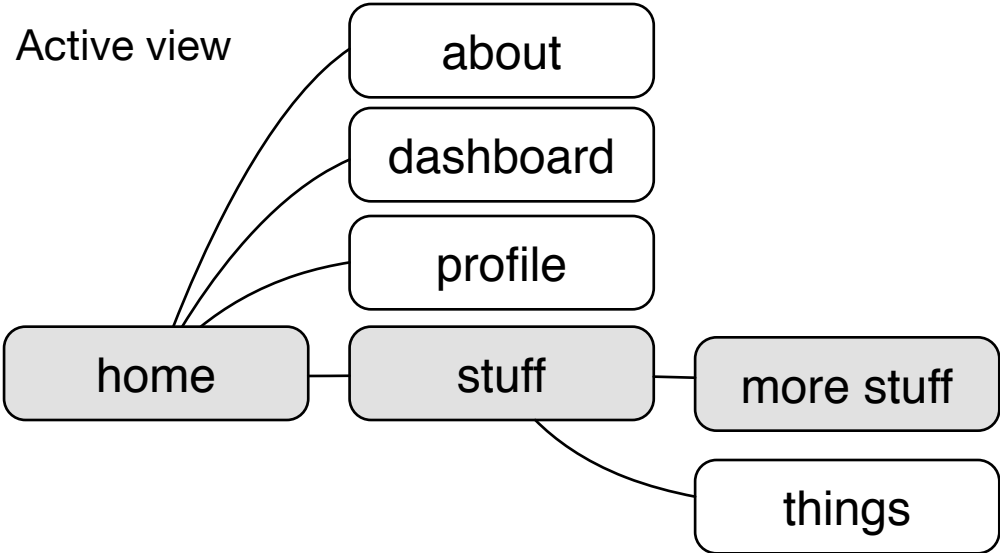 Active view
about
dashboard
profile
home
stuff
more stuff
things